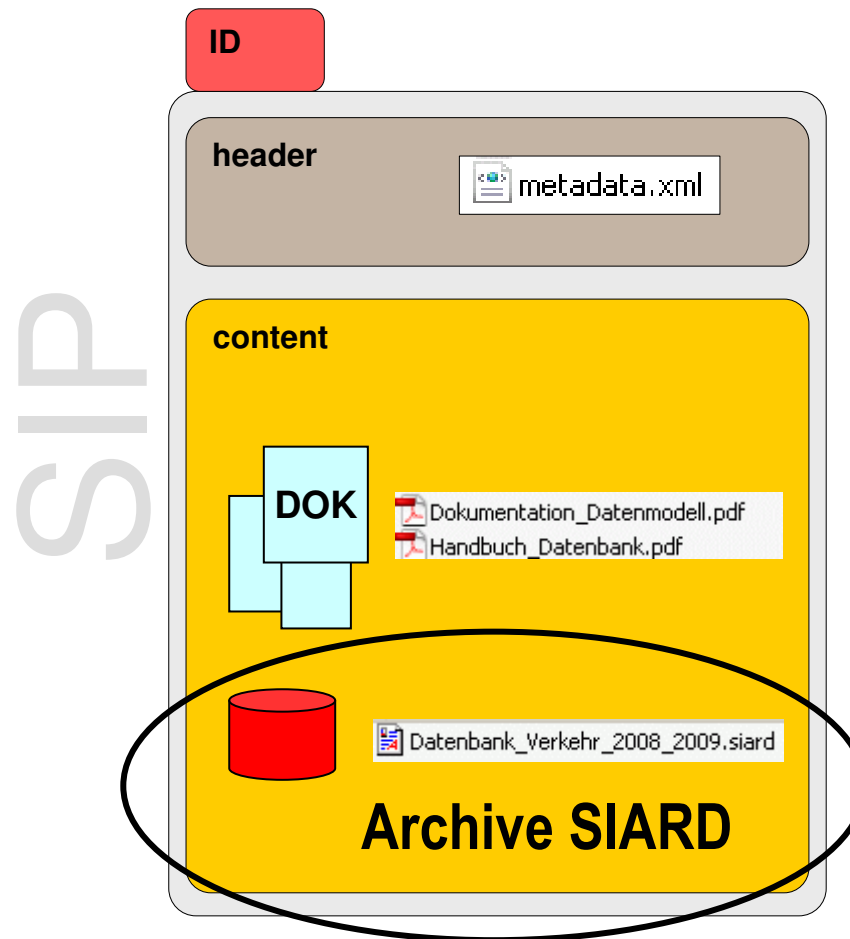 ID
header
metadata.xml
SIP
content
DOK
Dokumentation_Datenmodell.pdf
Handbuch_Datenbank.pdf
Datenbank_Verkehr_2008_2009.siard
Archive SIARD